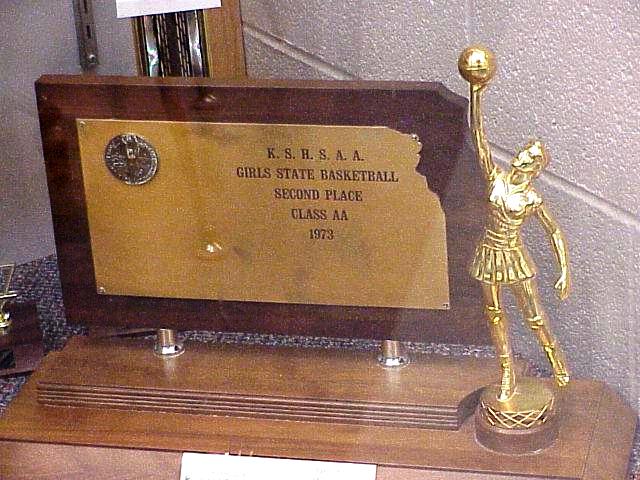 K. S. H. S. A. A.
GIRLS STATE BASKETBALL
SECOND PLACE
CLASS AA
1973